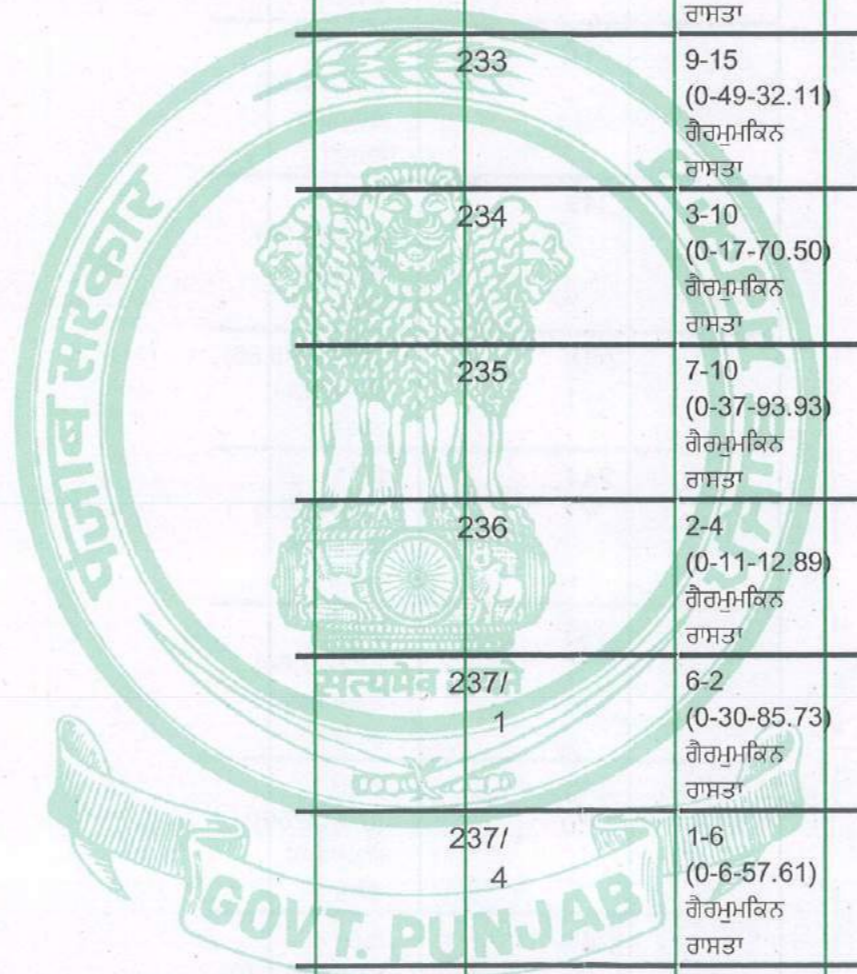 ਰਾਸਤਾ
233 9-15
(0-49-32.11)
ਗੈਰਮੁਮਕਿਨ
ਰਾਸਤਾ
234 3-10
(0-17-70.50)
ਗੈਰਮੁਮਕਿਨ
ਰਾਸਤਾ
235 7-10
(0-37-93.93)
ਗੈਰਮੁਮਕਿਨ
ਰਾਸਤਾ
236 2-4
(0-11-12.89)
ਗੈਰਮੁਮਕਿਨ
ਰਾਸਤਾ
237/ 6-2
1 (0-30-85.73)
ਗੈਰਮੁਮਕਿਨ
ਰਾਸਤਾ
237/ 1-6
4 (0-6-57.61)
ਗੈਰਮੁਮਕਿਨ
ਰਾਸਤਾ
पंजाब सरकार
सत्यमेव
GOVT. PUNJAB